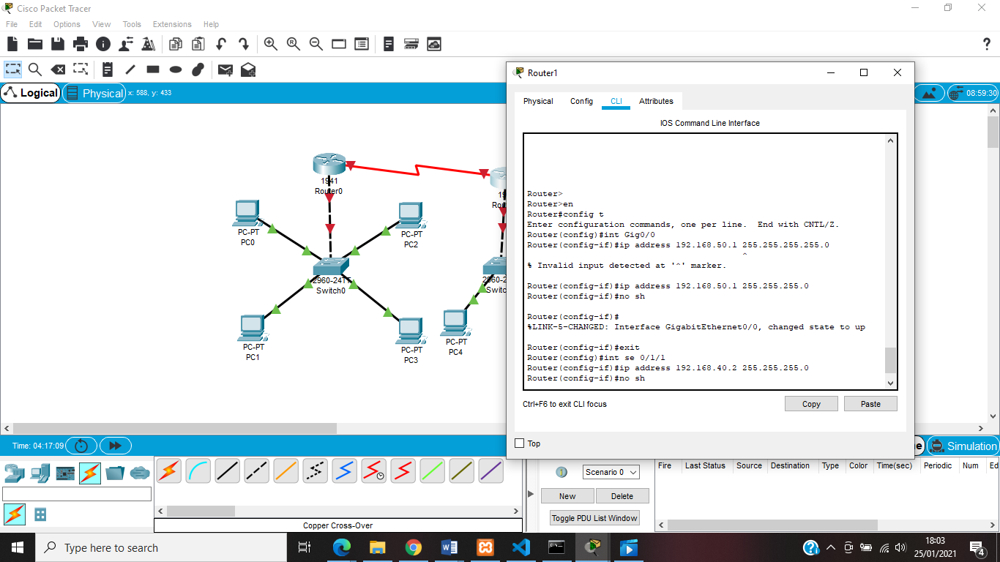 Cisco Packet Tracer
File Edit Options View Tools Extensions Help
Logical
Physical
x: 588, y: 433
08:59:30
1941
Router0
PC-PT
PC0
PC-PT
PC2
2960-24TT
Switch0
PC-PT
PC1
PC-PT
PC3
PC-PT
PC4
Router1
Physical Config CLI Attributes
IOS Command Line Interface
Router>
Router>en
Router#config t
Enter configuration commands, one per line.  End with CNTL/Z.
Router(config)#int Gig0/0
Router(config-if)#ip address 192.168.50.1 255.255.255.255.0
^
% Invalid input detected at '^' marker.
Router(config-if)#ip address 192.168.50.1 255.255.255.0
Router(config-if)#no sh
Router(config-if)#
%LINK-5-CHANGED: Interface GigabitEthernet0/0, changed state to up
Router(config-if)#exit
Router(config)#int se 0/1/1
Router(config-if)#ip address 192.168.40.2 255.255.255.0
Router(config-if)#no sh
Ctrl+F6 to exit CLI focus
Copy
Paste
Top
Time: 04:17:09
Simulation
Scenario 0
New
Delete
Toggle PDU List Window
Fire Last Status Source Destination Type Color Time(sec) Periodic Num
Copper Cross-Over
Type here to search
18:03
25/01/2021
4